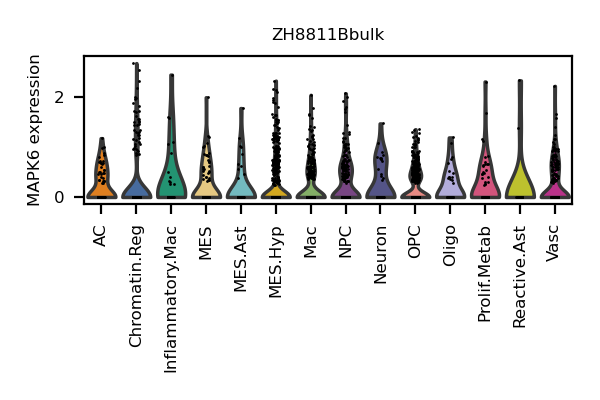 ZH8811Bbulk
MAPK6 expression
2
0
AC
Chromatin.Reg
Inflammatory.Mac
MES
MES.Ast
MES.Hyp
Mac
NPC
Neuron
OPC
Oligo
Prolif.Metab
Reactive.Ast
Vasc